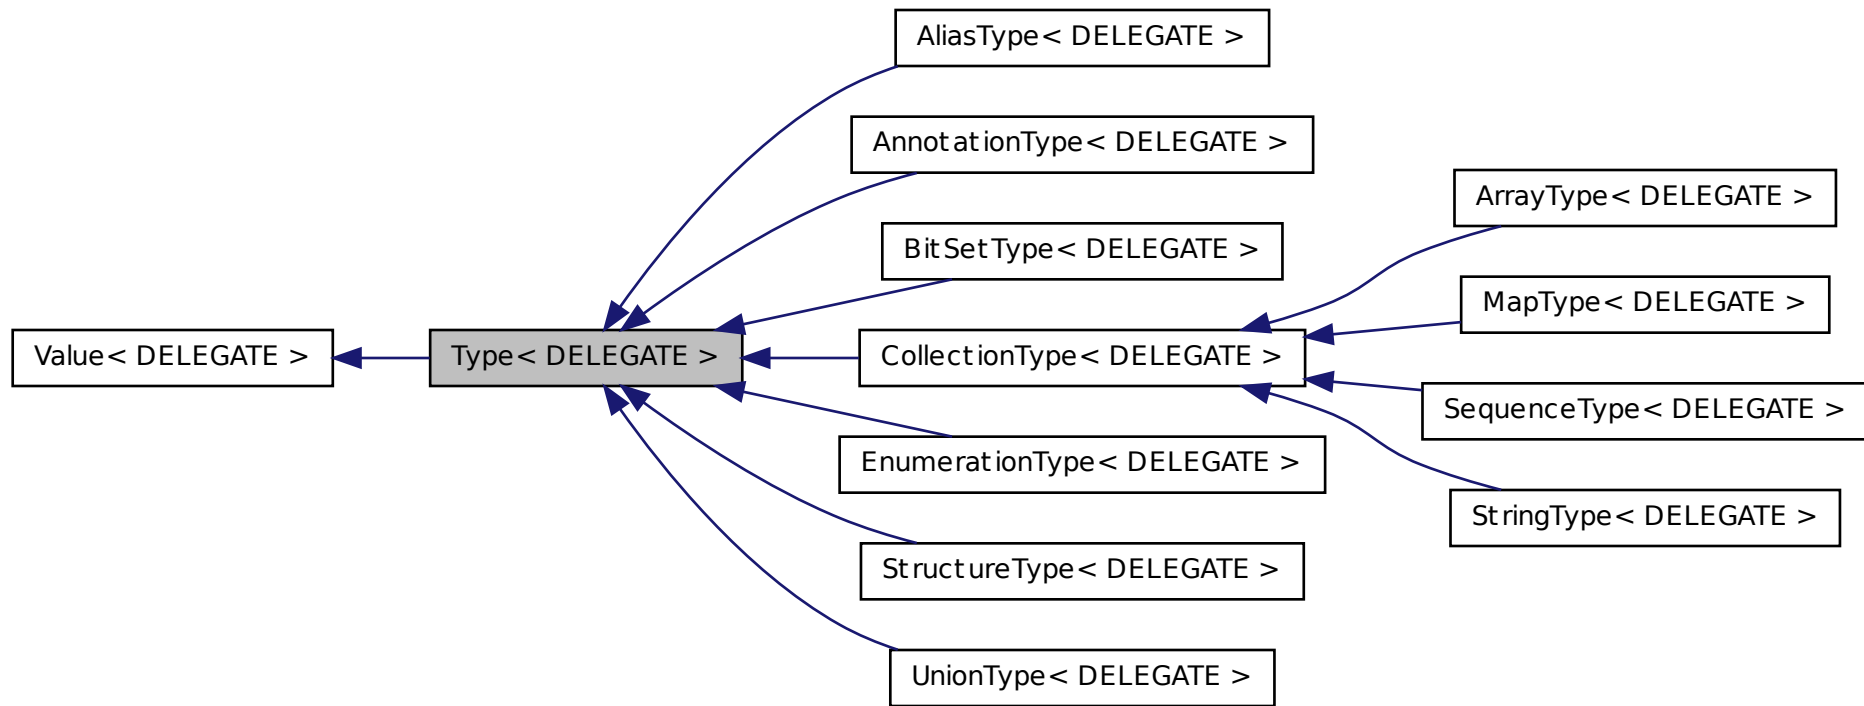 AliasType< DELEGATE >
AnnotationType< DELEGATE >
BitSetType< DELEGATE >
ArrayType< DELEGATE >
MapType< DELEGATE >
Value< DELEGATE >
Type< DELEGATE >
CollectionType< DELEGATE >
SequenceType< DELEGATE >
EnumerationType< DELEGATE >
StringType< DELEGATE >
StructureType< DELEGATE >
UnionType< DELEGATE >